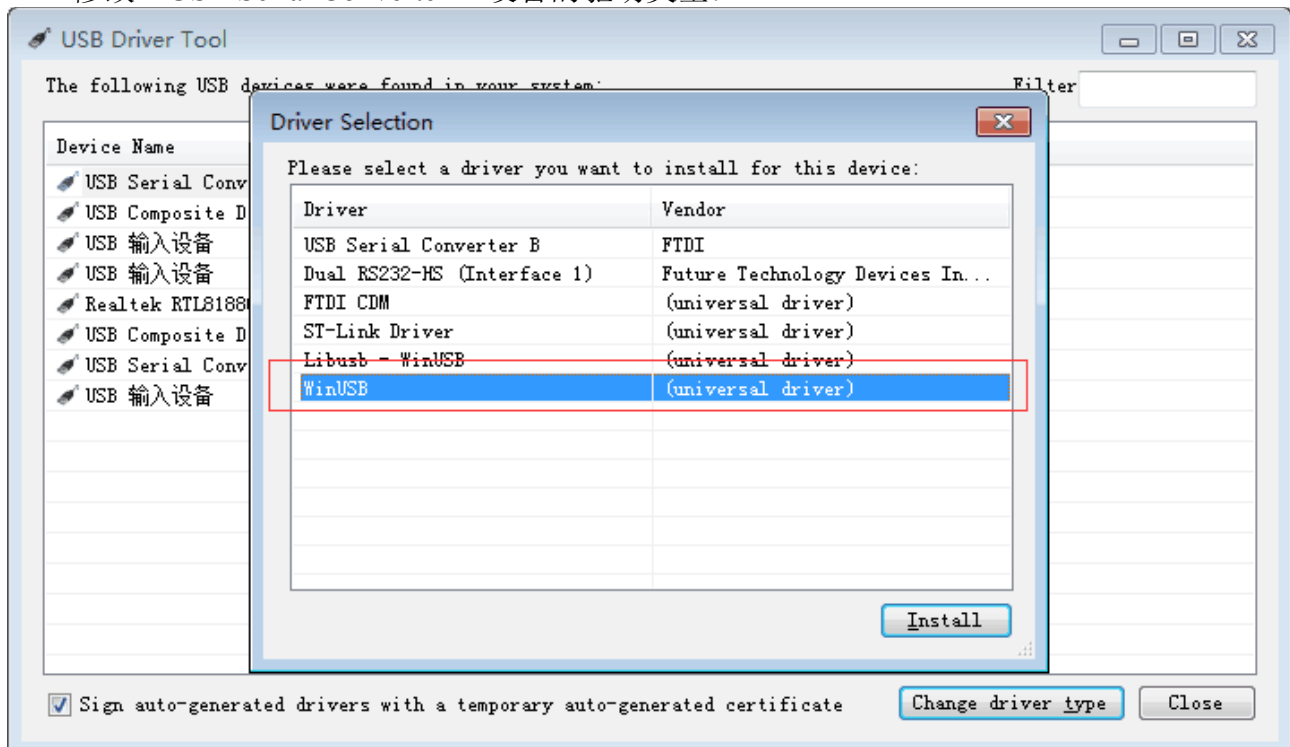 USB Driver Tool
The following USB devices were found in your system:
Filter
Driver Selection
Please select a driver you want to install for this device:
Driver Vendor
USB Serial Converter B FTDI
Dual RS232-HS (Interface 1) Future Technology Devices In...
FTDI CDM (universal driver)
ST-Link Driver (universal driver)
Libusb - WinUSB (universal driver)
WinUSB (universal driver)
Install
Device Name
USB Serial Conv
USB Composite D
USB 输入设备
USB 输入设备
Realtek RTL8188
USB Composite D
USB Serial Conv
USB 输入设备
Sign auto-generated drivers with a temporary auto-generated certificate
Change driver type
Close